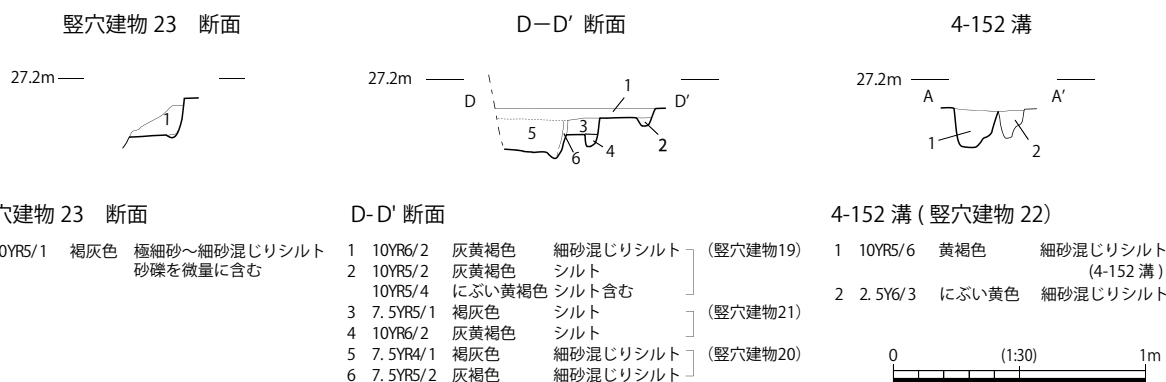 竪穴建物 23　断面
27.2m
1
D－D’ 断面
27.2m
D
D’
1
5
3
2
6
4
4-152 溝
27.2m
A
A’
1
2
穴建物 23　断面
0YR5/1 褐灰色 極細砂～細砂混じりシルト
砂礫を微量に含む
D-D' 断面
1 10YR6/2 灰黄褐色 細砂混じりシルト （竪穴建物19）
2 10YR5/2 灰黄褐色 シルト
10YR5/4 にぶい黄褐色 シルト含む
3 7. 5YR5/1 褐灰色 シルト （竪穴建物21）
4 10YR6/2 灰黄褐色 シルト
5 7. 5YR4/1 褐灰色 細砂混じりシルト （竪穴建物20）
6 7. 5YR5/2 灰褐色 細砂混じりシルト
4-152 溝 ( 竪穴建物 22）
1 10YR5/6 黄褐色 細砂混じりシルト
(4-152 溝 )
2 2. 5Y6/3 にぶい黄色 細砂混じりシルト
0 (1:30) 1m